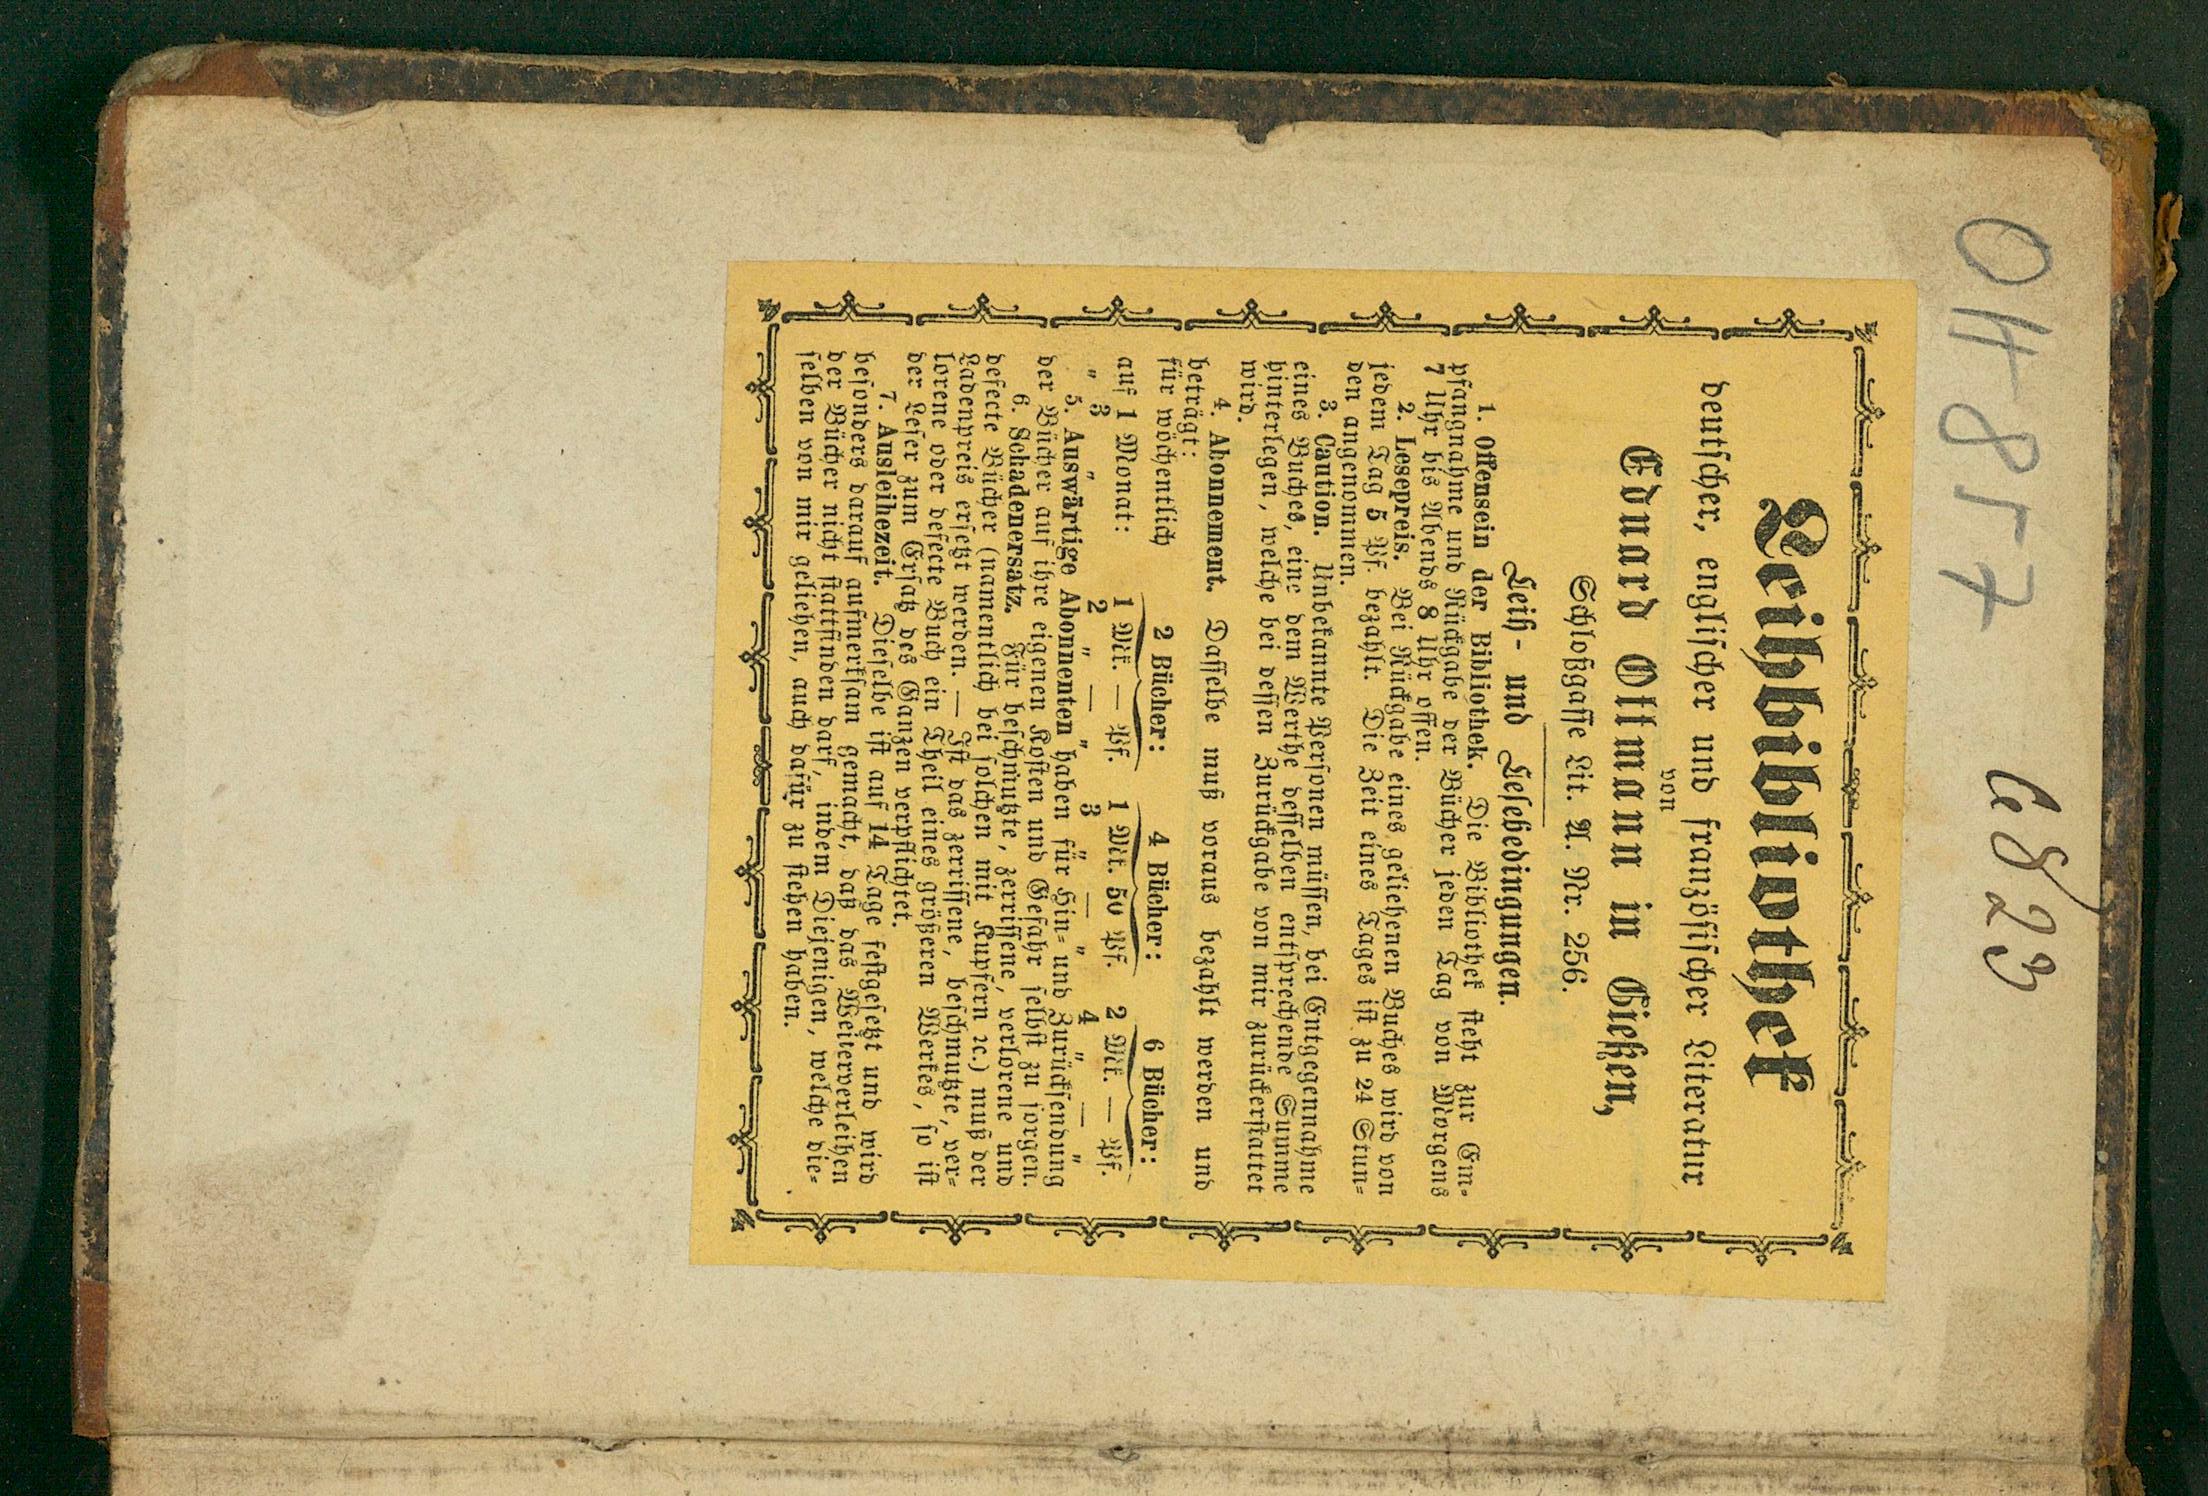 OH 857
Leihbibliothek
deutscher, englischer und französischer Literatur
von
Eduard Ollmann in Gießen,
Schloßgasse Lit. A. Nr. 256.
Leih- und Lesebedingungen.
1. Offensein der Bibliothek. Die Bibliothek steht zur Em-
pfangnahme und Rückgabe der Bücher jeden Tag von Morgens
7 Uhr bis Abends 8 Uhr offen.
2. Lesepreis. Bei Rückgabe eines geliehenen Buches wird von
jedem Tag 5 Pf. bezahlt. Die Zeit eines Tages ist zu 24 Stun-
den angenommen.
3. Caution. Unbekannte Personen müssen, bei Entgegennahme
eines Buches, eine dem Werthe desselben entsprechende Summe
hinterlegen, welche bei dessen Zurückgabe von mir zurückerstattet
wird.
4. Abonnement. Dasselbe muß voraus bezahlt werden und
beträgt:
für wöchentlich 2 Bücher: 4 Bücher: 6 Bücher:
auf 1 Monat: 1 Mk. — Pf. 1 Mk. 50 Pf. 2 Mk. — Pf.
" 3 " 2 " — " 3 " — " 4 " — "
5. Auswärtige Abonnenten haben für Hin- und Zurücksendung
der Bücher auf ihre eigenen Kosten und Gefahr selbst zu sorgen.
6. Schadenersatz. Für beschmutzte, zerrissene, verlorene und
defecte Bücher (namentlich bei solchen mit Kupfern ꝛc.) muß der
Ladenpreis ersetzt werden. — Ist das zerrissene, beschmutzte, ver-
lorene oder defecte Buch ein Theil eines größeren Werkes, so ist
der Leser zum Ersatz des Ganzen verpflichtet.
7. Ausleihezeit. Dieselbe ist auf 14 Tage festgesetzt und wird
besonders darauf aufmerksam gemacht, daß das Weiterverleihen
der Bücher nicht stattfinden darf, indem Diejenigen, welche die-
selben von mir geliehen, auch dafür zu stehen haben.